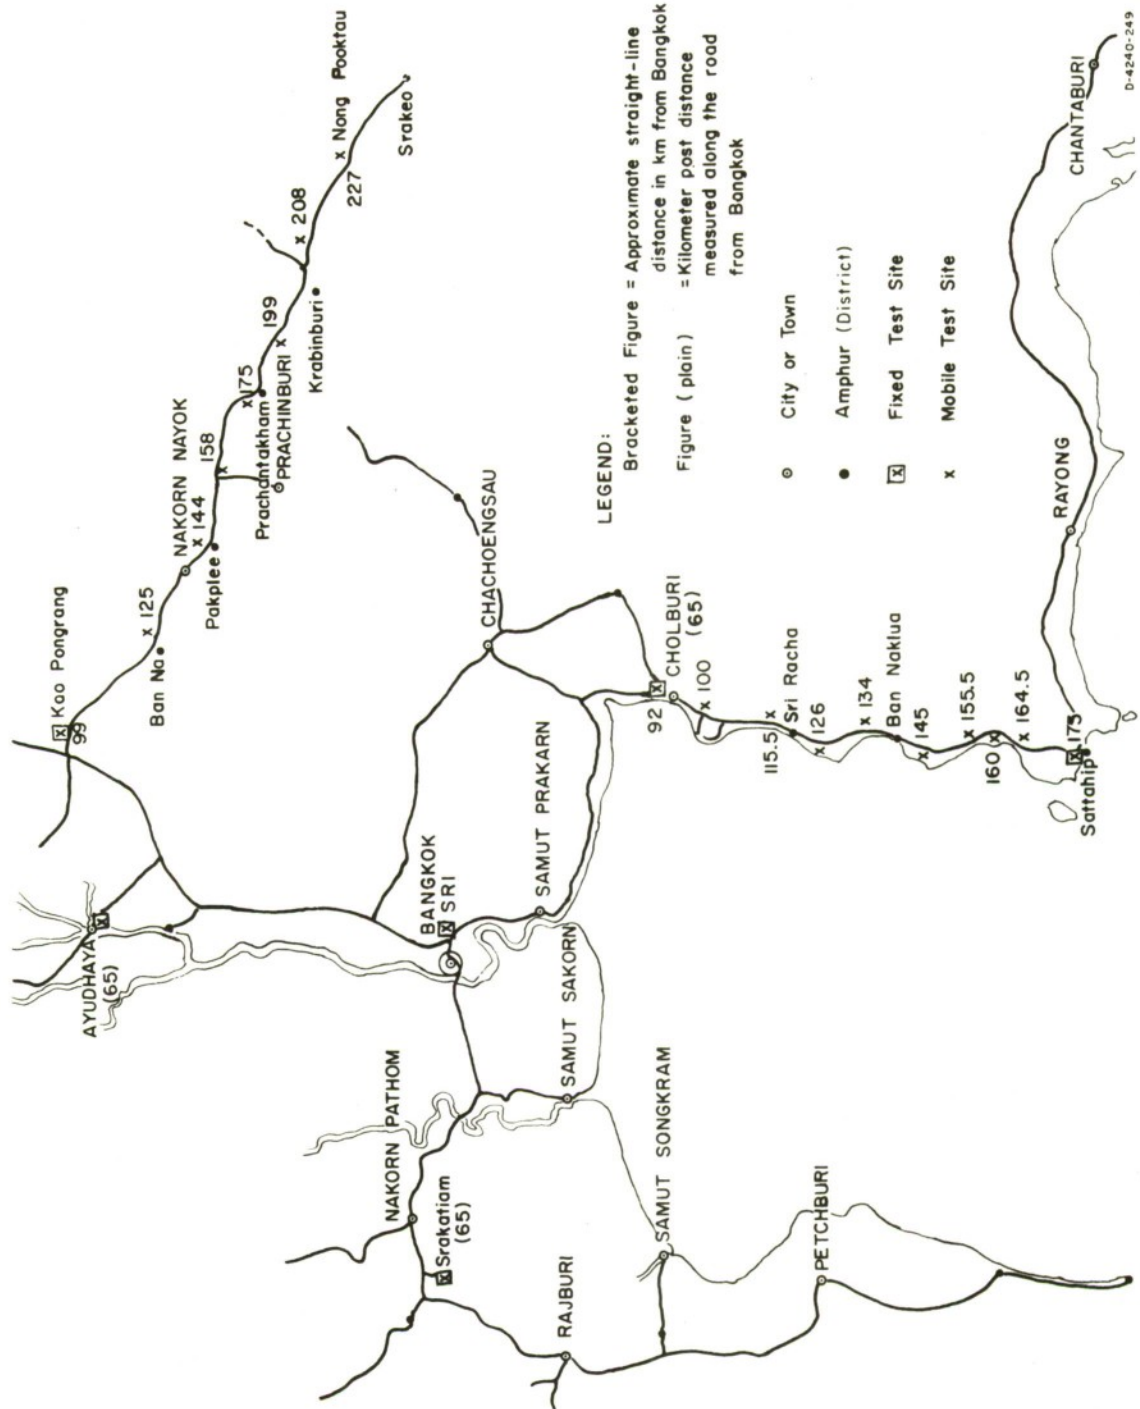 AYUDHAYA
(65)
99
Kao Pongrang
Ban Na
x 125
Pakplee
NAKORN NAYOK
x 144
158
Prachantakham
PRACHINBURI
x175
199
Krabinburi
x 208
227
x Nong Pooktau
Srakeo
NAKORN PATHOM
Srakatiam
(65)
RAJBURI
BANGKOK
SRI
SAMUT SAKORN
SAMUT PRAKARN
SAMUT SONGKRAM
PETCHBURI
CHACHOENGSAU
92
CHOLBURI
(65)
x 100
115.5
Sri Racha
126
x 134
Ban Naklua
145
x 155.5
160
x 164.5
175
Sattahip
RAYONG
CHANTABURI
LEGEND:
Bracketed Figure = Approximate straight-line
distance in km from Bangkok
Figure (plain) = Kilometer post distance
measured along the road
from Bangkok
City or Town
Amphur (District)
x Fixed Test Site
x Mobile Test Site
D-4240-249